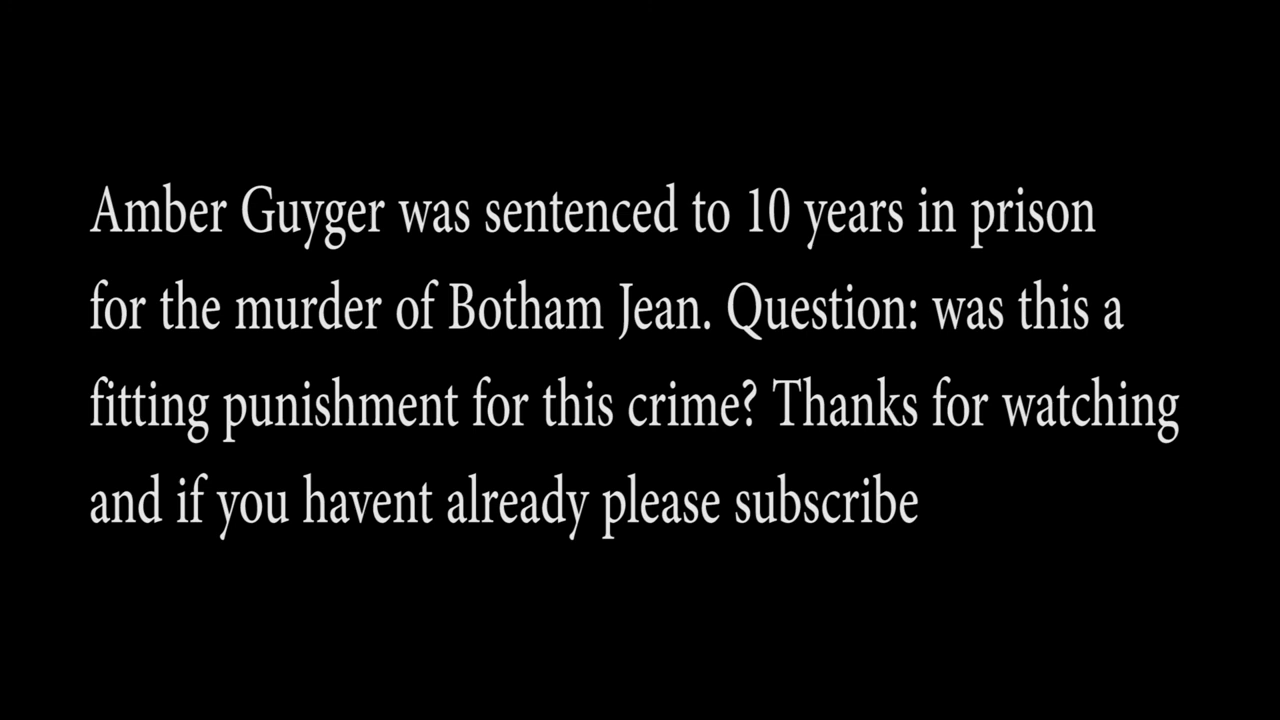 Amber Guyger was sentenced to 10 years in prison
for the murder of Botham Jean. Question: was this a
fitting punishment for this crime? Thanks for watching
and if you havent already please subscribe